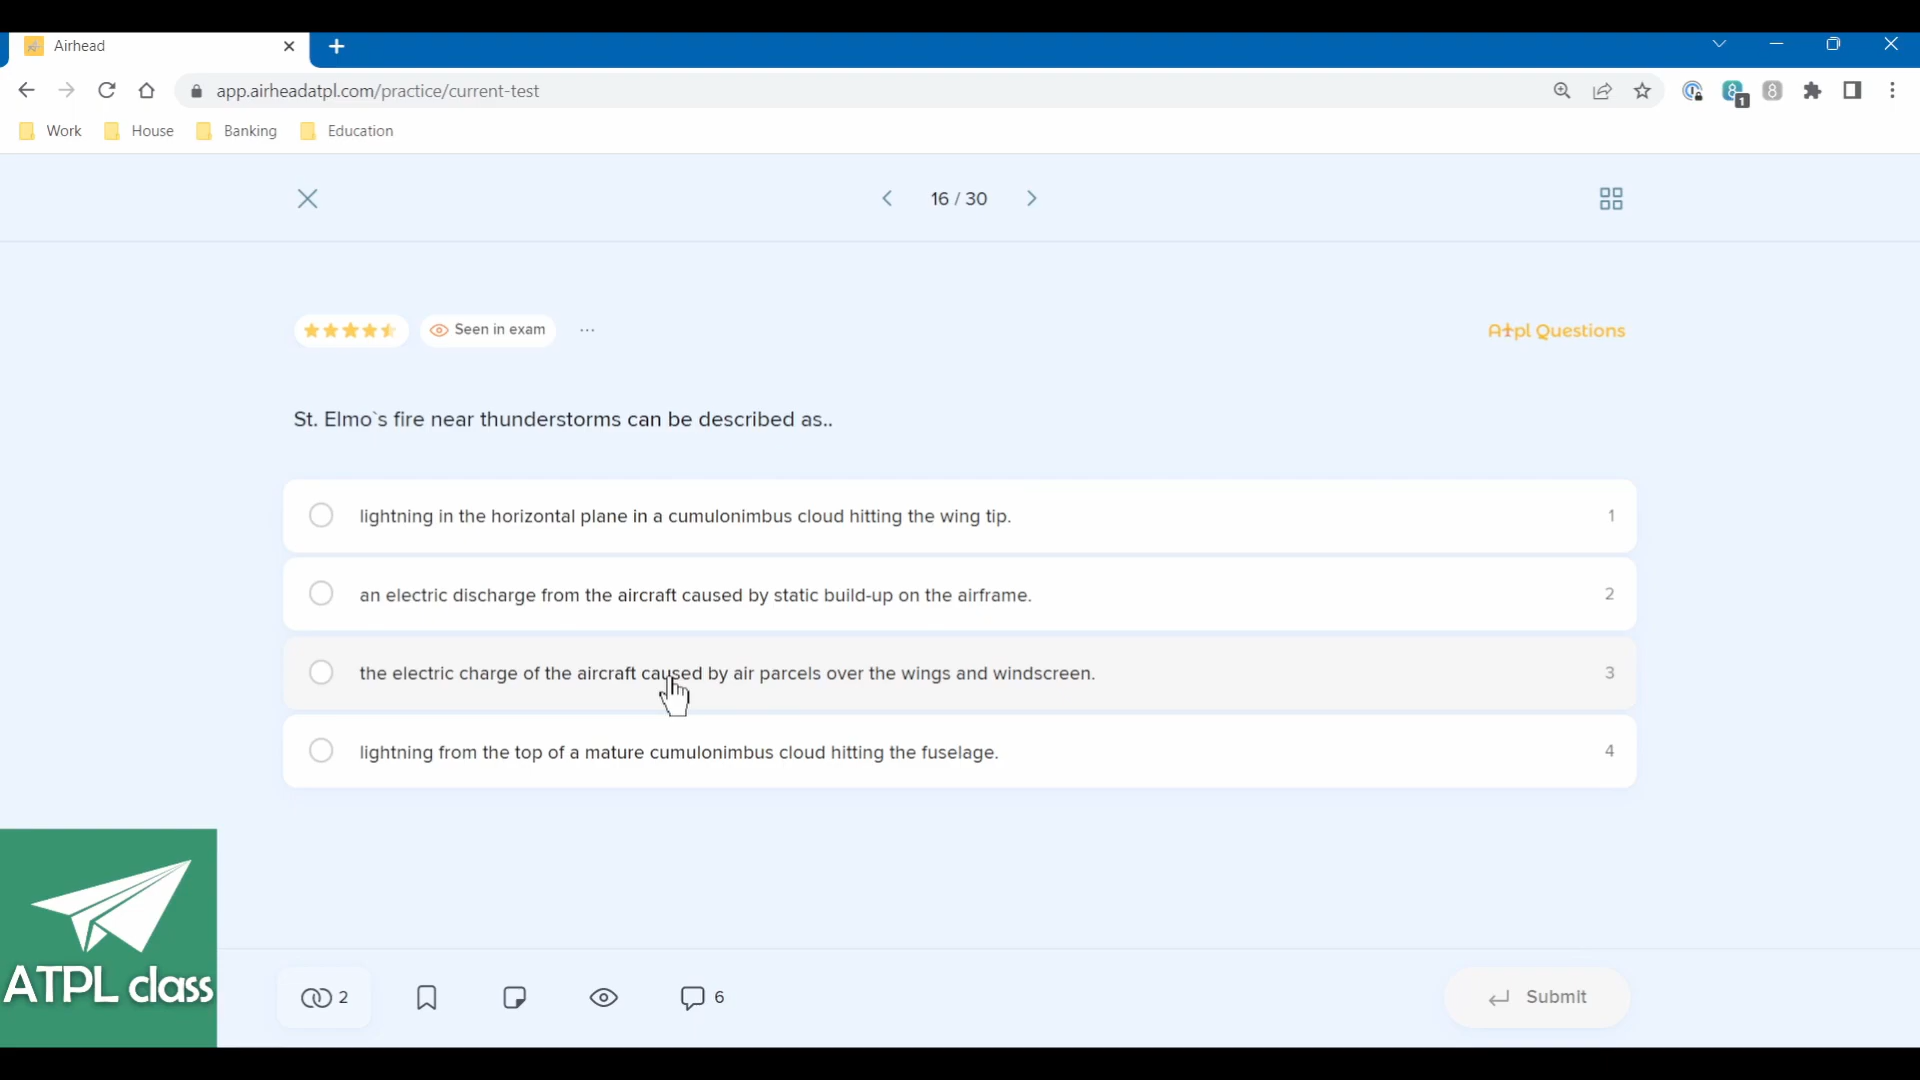 Airhead
app.airheadatpl.com/practice/current-test
8 1 8
Work House Banking Education
16 / 30
Seen in exam ...
Atpl Questions
St. Elmo`s fire near thunderstorms can be described as..
lightning in the horizontal plane in a cumulonimbus cloud hitting the wing tip. 1
an electric discharge from the aircraft caused by static build-up on the airframe. 2
the electric charge of the aircraft caused by air parcels over the wings and windscreen. 3
lightning from the top of a mature cumulonimbus cloud hitting the fuselage. 4
ATPL class
2 6 Submit